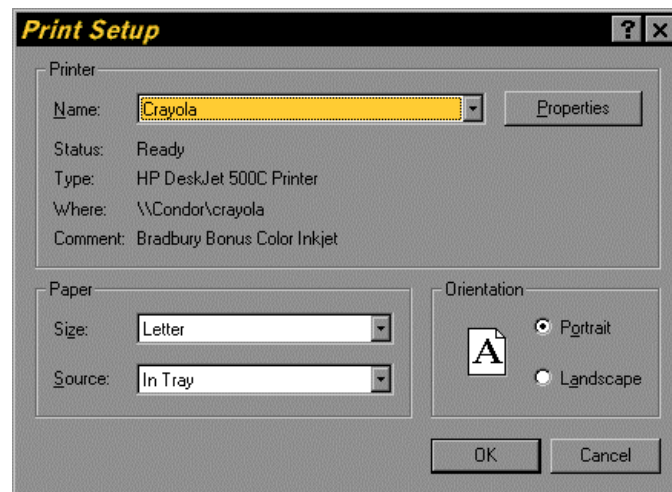 Print Setup
Printer
Name: Crayola Properties
Status: Ready
Type: HP DeskJet 500C Printer
Where: \\Condor\crayola
Comment: Bradbury Bonus Color Inkjet
Paper Orientation
Size: Letter
A Portrait
Source: In Tray Landscape
OK Cancel